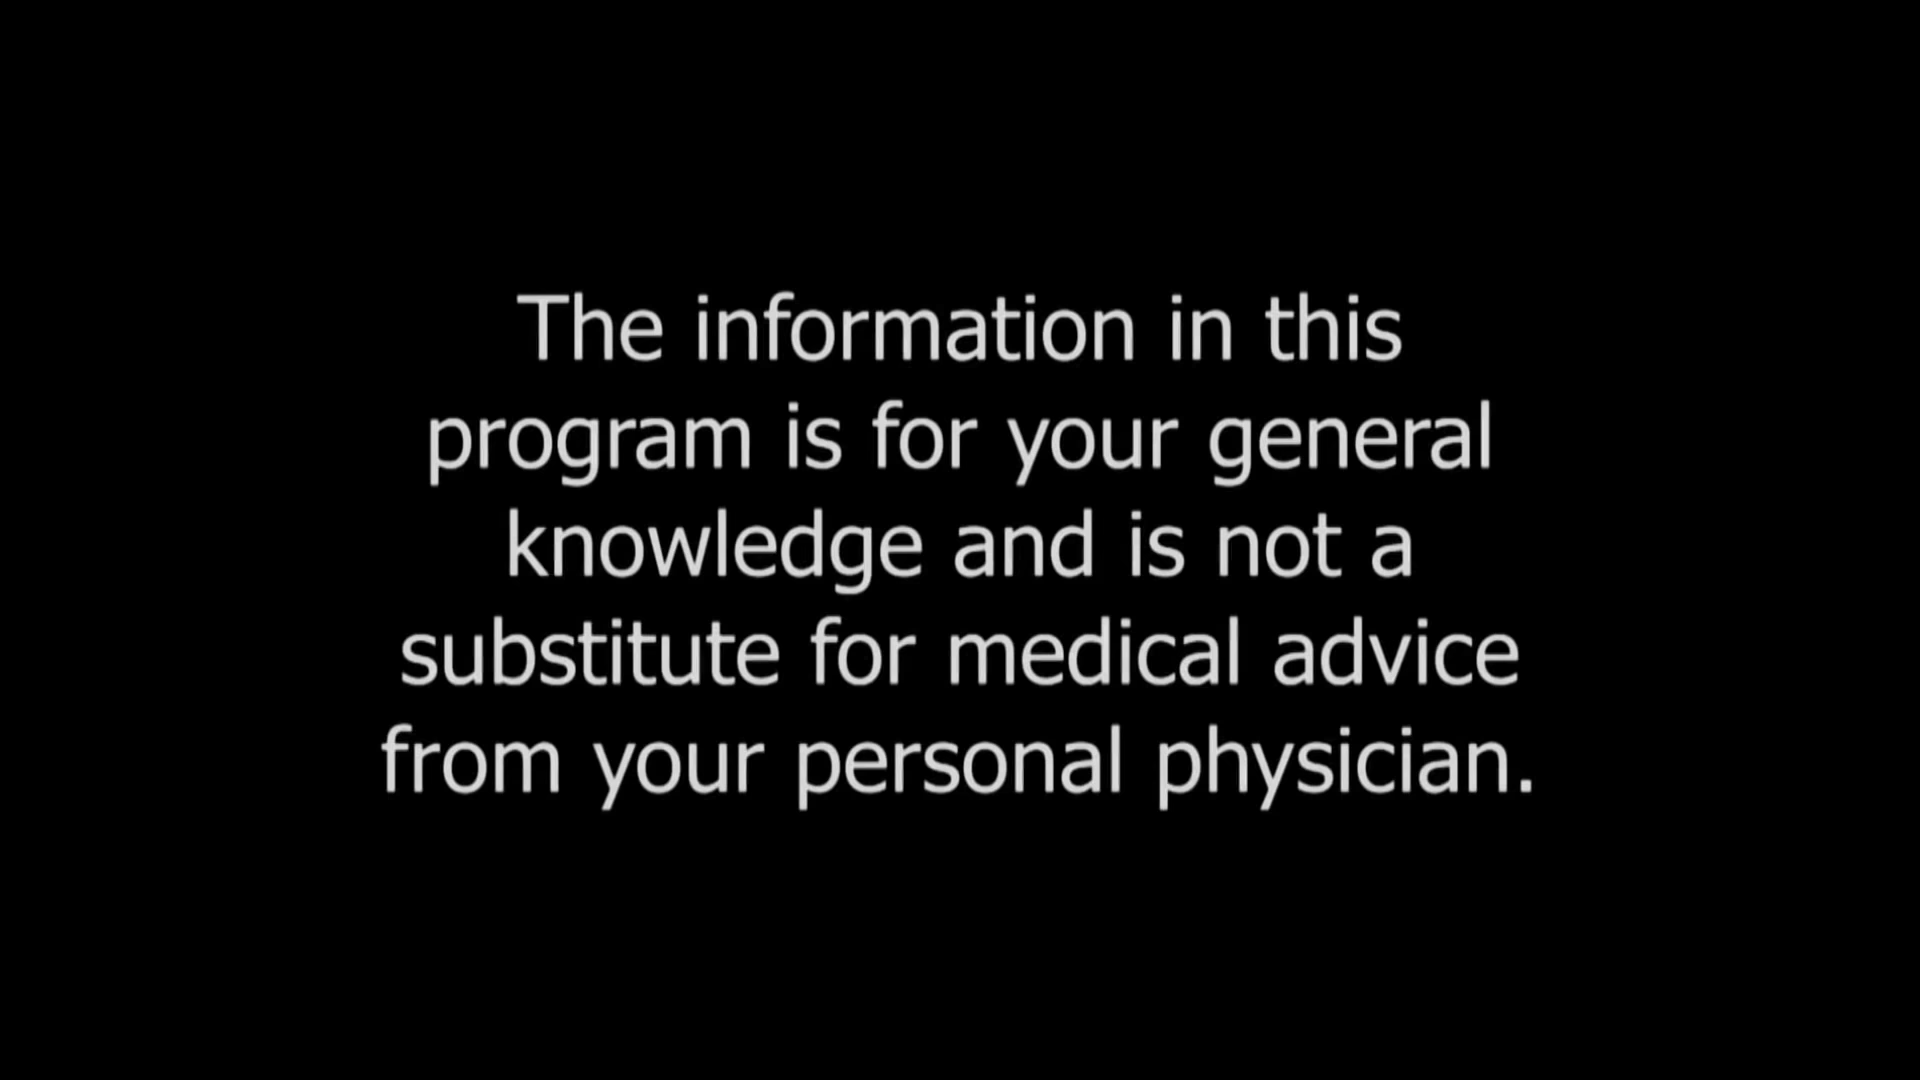 The information in this
program is for your general
knowledge and is not a
substitute for medical advice
from your personal physician.